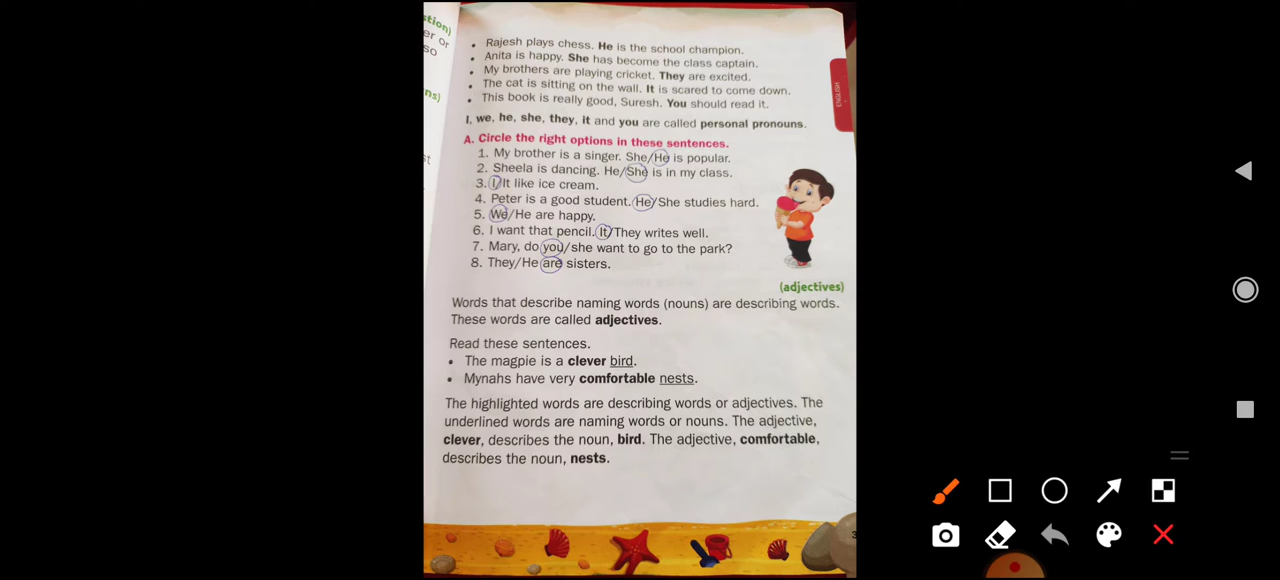 stion)
er or
so
ns)
st
• Rajesh plays chess. He is the school champion.
• Anita is happy. She has become the class captain.
• My brothers are playing cricket. They are excited.
• The cat is sitting on the wall. It is scared to come down.
• This book is really good, Suresh. You should read it.
I, we, he, she, they, it and you are called personal pronouns.
ENGLISH
A. Circle the right options in these sentences.
1. My brother is a singer. She/He is popular.
2. Sheela is dancing. He/She is in my class.
3. I/It like ice cream.
4. Peter is a good student. He/She studies hard.
5. We/He are happy.
6. I want that pencil. It/They writes well.
7. Mary, do you/she want to go to the park?
8. They/He are sisters.
(adjectives)
Words that describe naming words (nouns) are describing words.
These words are called adjectives.
Read these sentences.
• The magpie is a clever bird.
• Mynahs have very comfortable nests.
The highlighted words are describing words or adjectives. The
underlined words are naming words or nouns. The adjective,
clever, describes the noun, bird. The adjective, comfortable,
describes the noun, nests.
3